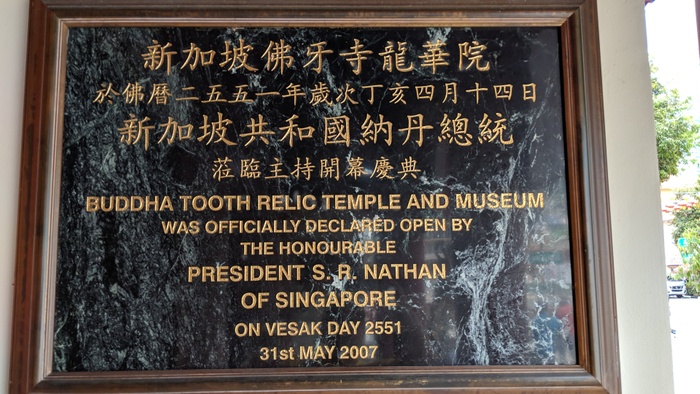 新加坡佛牙寺龍華院
於佛曆二五五一年歲次丁亥四月十四日
新加坡共和國納丹總統
蒞臨主持開幕慶典
BUDDHA TOOTH RELIC TEMPLE AND MUSEUM
WAS OFFICIALLY DECLARED OPEN BY
THE HONOURABLE
PRESIDENT S. R. NATHAN
OF SINGAPORE
ON VESAK DAY 2551
31st MAY 2007